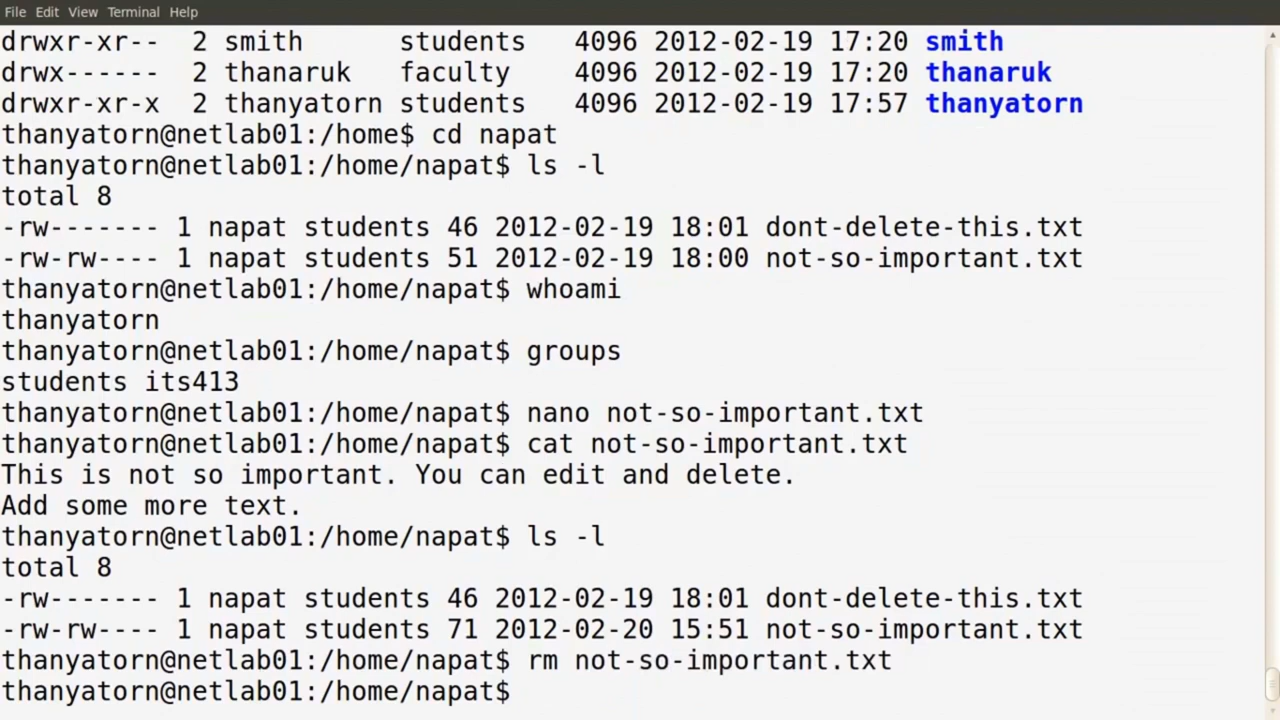 File Edit View Terminal Help
drwxr-xr-- 2 smith students 4096 2012-02-19 17:20 smith
drwx------ 2 thanaruk faculty 4096 2012-02-19 17:20 thanaruk
drwxr-xr-x 2 thanyatorn students 4096 2012-02-19 17:57 thanyatorn
thanyatorn@netlab01:/home$ cd napat
thanyatorn@netlab01:/home/napat$ ls -l
total 8
-rw------- 1 napat students 46 2012-02-19 18:01 dont-delete-this.txt
-rw-rw---- 1 napat students 51 2012-02-19 18:00 not-so-important.txt
thanyatorn@netlab01:/home/napat$ whoami
thanyatorn
thanyatorn@netlab01:/home/napat$ groups
students its413
thanyatorn@netlab01:/home/napat$ nano not-so-important.txt
thanyatorn@netlab01:/home/napat$ cat not-so-important.txt
This is not so important. You can edit and delete.
Add some more text.
thanyatorn@netlab01:/home/napat$ ls -l
total 8
-rw------- 1 napat students 46 2012-02-19 18:01 dont-delete-this.txt
-rw-rw---- 1 napat students 71 2012-02-20 15:51 not-so-important.txt
thanyatorn@netlab01:/home/napat$ rm not-so-important.txt
thanyatorn@netlab01:/home/napat$